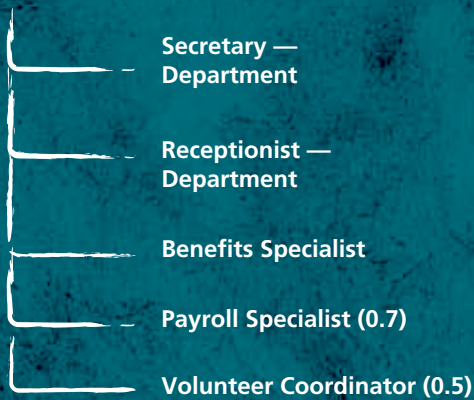 Secretary —
Department
Receptionist —
Department
Benefits Specialist
Payroll Specialist (0.7)
Volunteer Coordinator (0.5)